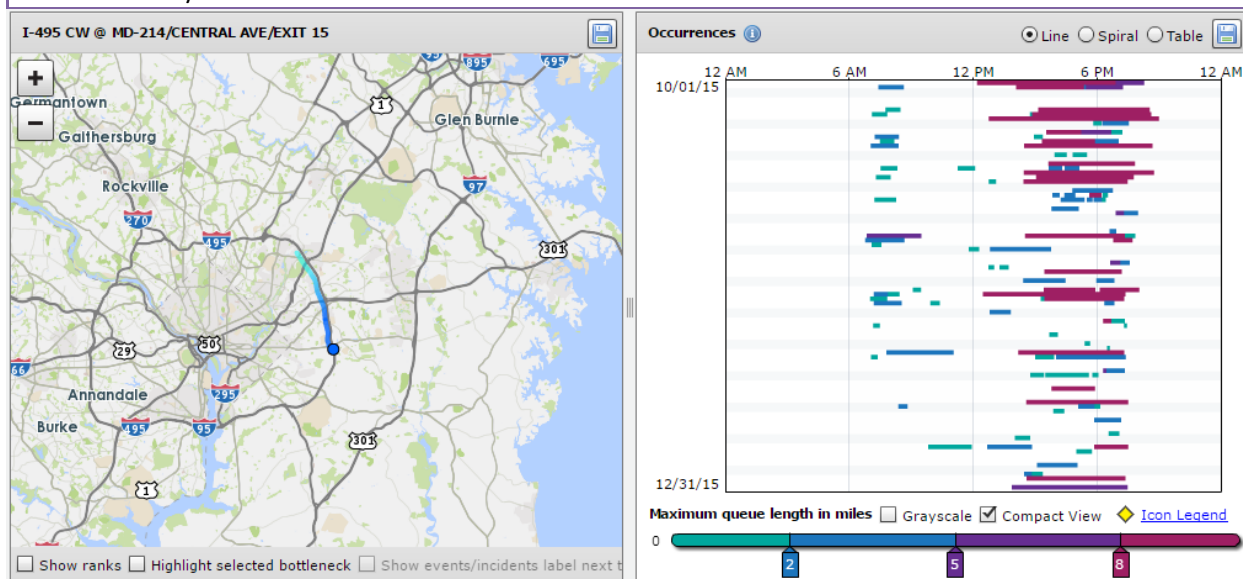 I-495 CW @ MD-214/CENTRAL AVE/EXIT 15
+
−
Germantown
Gaithersburg
Rockville
270
495
1
895
695
Glen Burnie
97
301
29
50
66
Annandale
295
Burke
495
95
301
1
Show ranks Highlight selected bottleneck Show events/incidents label next t
Occurrences Line Spiral Table
12 AM 6 AM 12 PM 6 PM 12 AM
10/01/15
12/31/15
Maximum queue length in miles Grayscale Compact View Icon Legend
0
2 5 8